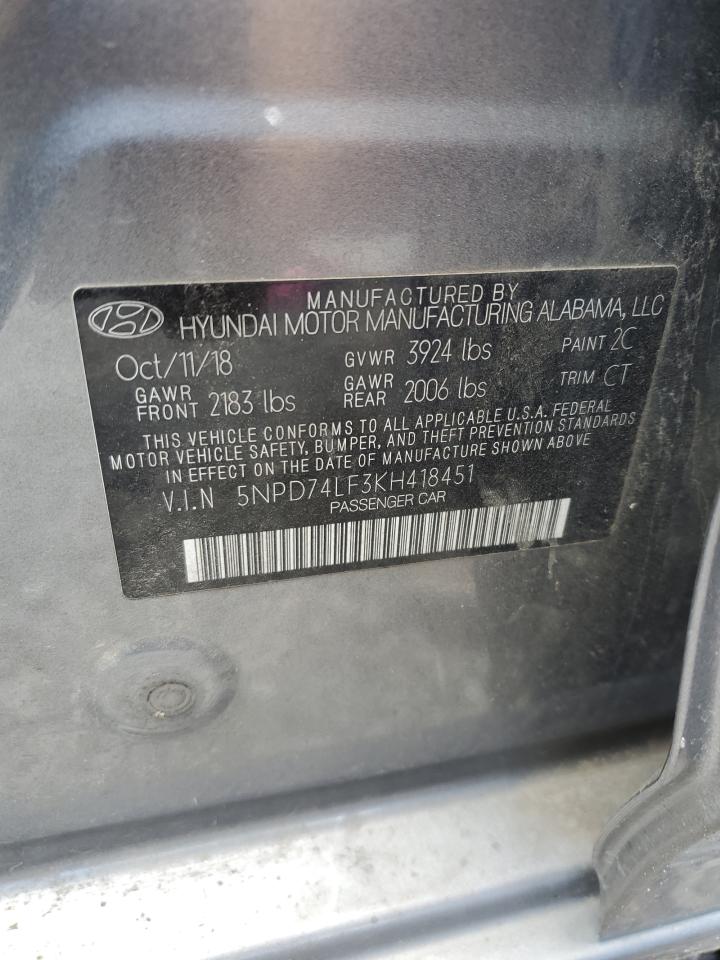 MANUFACTURED BY
HYUNDAI MOTOR MANUFACTURING ALABAMA, LLC
Oct/11/18 GVWR 3924 lbs PAINT 2C
GAWR FRONT 2183 lbs GAWR REAR 2006 lbs TRIM CT
THIS VEHICLE CONFORMS TO ALL APPLICABLE U.S.A. FEDERAL
MOTOR VEHICLE SAFETY, BUMPER, AND THEFT PREVENTION STANDARDS
IN EFFECT ON THE DATE OF MANUFACTURE SHOWN ABOVE
V.I.N 5NPD74LF3KH418451
PASSENGER CAR